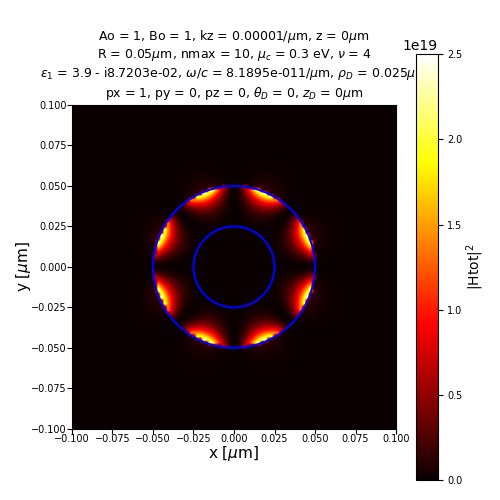 Ao = 1, Bo = 1, kz = 0.00001/μm, z = 0μm
R = 0.05μm, nmax = 10, μc = 0.3 eV, ν = 4
ε1 = 3.9 - i8.7203e-02, ω/c = 8.1895e-011/μm, ρD = 0.025μ
px = 1, py = 0, pz = 0, θD = 0, zD = 0μm
1e19
2.5
2.0
1.5
1.0
0.5
0.0
|Htot|²
0.100
0.075
0.050
0.025
0.000
−0.025
−0.050
−0.075
−0.100
y [μm]
−0.100 −0.075 −0.050 −0.025 0.000 0.025 0.050 0.075 0.100
x [μm]